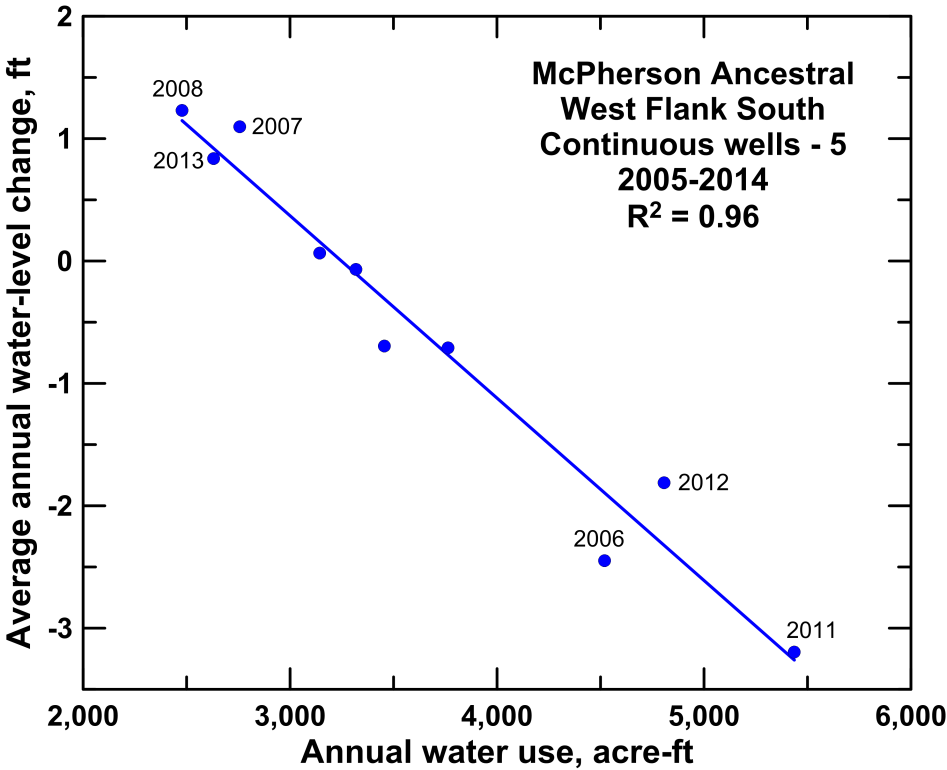 McPherson Ancestral
West Flank South
Continuous wells - 5
2005-2014
R² = 0.96
Average annual water-level change, ft
2
1
0
-1
-2
-3
2008
2007
2013
2012
2006
2011
2,000 3,000 4,000 5,000 6,000
Annual water use, acre-ft